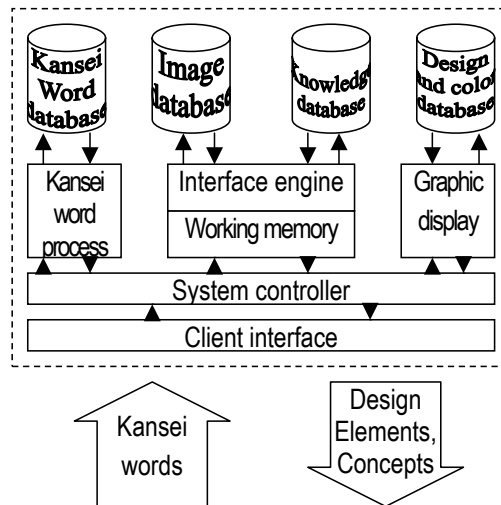 Kansei
Word
database
Image
database
Knowledge
database
Design
and color
database
Kansei
word
process
Interface engine
Working memory
Graphic
display
System controller
Client interface
Kansei
words
Design
Elements,
Concepts